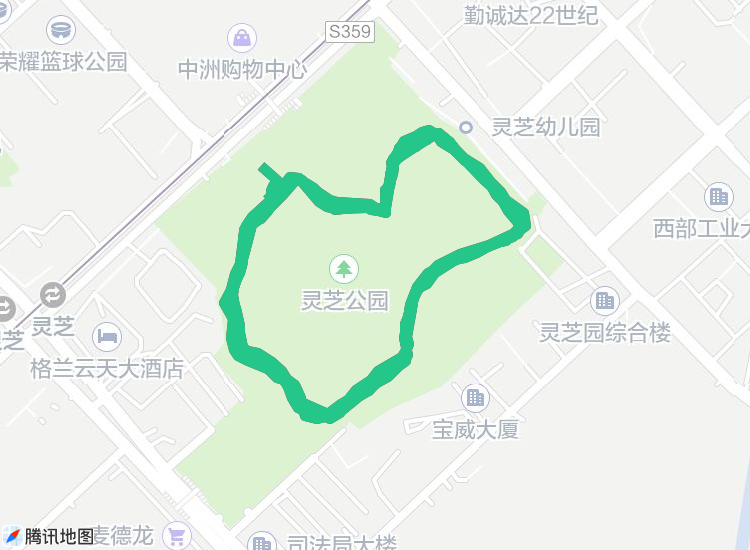 勤诚达22世纪
S359
荣耀篮球公园
中洲购物中心
灵芝幼儿园
西部工业大
灵芝公园
灵芝
灵芝
灵芝园综合楼
格兰云天大酒店
宝威大厦
麦德龙
司法局大楼
腾讯地图